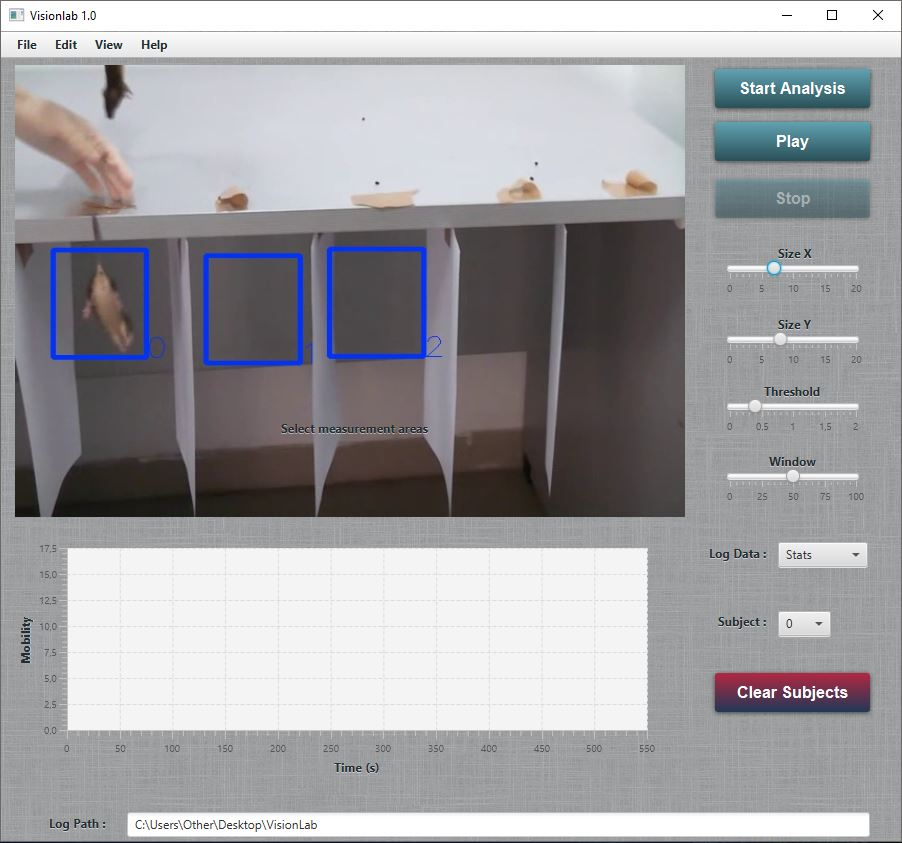 Visionlab 1.0
File Edit View Help
Start Analysis
Play
Stop
0
1
2
Select measurement areas
Size X
0 5 10 15 20
Size Y
0 5 10 15 20
Threshold
0 0.5 1 1.5 2
Window
0 25 50 75 100
Log Data : Stats
Subject : 0
Clear Subjects
Mobility
17,5
15,0
12,5
10,0
7,5
5,0
2,5
0,0
0 50 100 150 200 250 300 350 400 450 500 550
Time (s)
Log Path : C:\Users\Other\Desktop\VisionLab